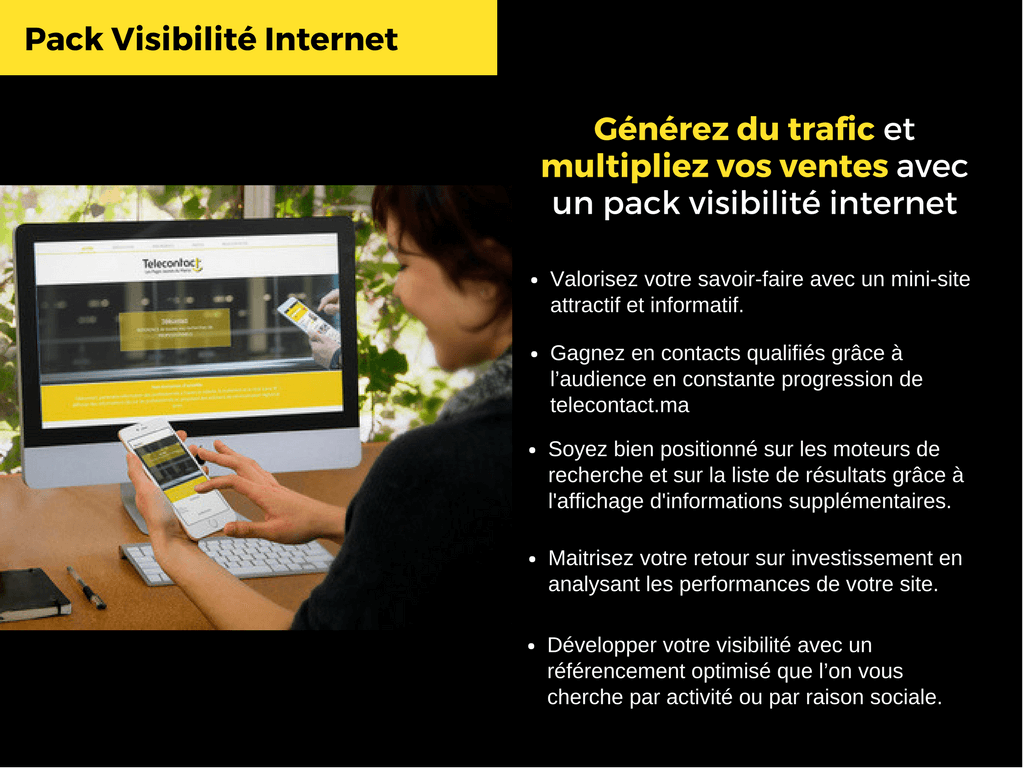 Pack Visibilité Internet
Générez du trafic et
multipliez vos ventes avec
un pack visibilité internet
• Valorisez votre savoir-faire avec un mini-site
attractif et informatif.
• Gagnez en contacts qualifiés grâce à
l’audience en constante progression de
telecontact.ma
• Soyez bien positionné sur les moteurs de
recherche et sur la liste de résultats grâce à
l'affichage d'informations supplémentaires.
• Maitrisez votre retour sur investissement en
analysant les performances de votre site.
• Développer votre visibilité avec un
référencement optimisé que l’on vous
cherche par activité ou par raison sociale.
Telecontact